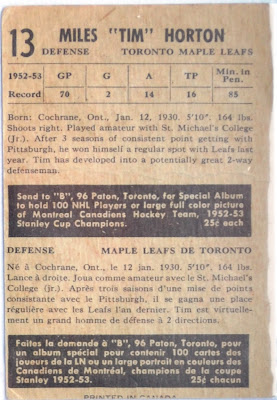 13 MILES "TIM" HORTON
DEFENSE TORONTO MAPLE LEAFS
1952-53 GP G A TP Min. in Pen.
Record 70 2 14 16 85
Born: Cochrane, Ont., Jan. 12, 1930. 5'10". 164 lbs.
Shoots right. Played amateur with St. Michael's College
(Jr.). After 3 seasons of consistent point getting with
Pittsburgh, he won himself a regular spot with Leafs last
year. Tim has developed into a potentially great 2-way
defenseman.
Send to "B", 96 Paton, Toronto, for Special Album
to hold 100 NHL Players or large full color picture
of Montreal Canadiens Hockey Team, 1952-53
Stanley Cup Champions. 25¢ each
DEFENSE MAPLE LEAFS DE TORONTO
Né à Cochrane, Ont., le 12 jan. 1930. 5'10". 164 lbs.
Lance à droite. Joua comme amateur avec le St. Michael's
College (jr.). Après trois saisons d'une mise de points
consistante avec le Pittsburgh, il se gagna une place
régulière avec les Leafs l'an dernier. Tim est virtuelle-
ment un grand homme de défense à 2 directions.
Faites la demande à "B", 96 Paton, Toronto, pour
un album spécial pour contenir 100 cartes des
joueurs de la LN ou un large portrait en couleurs des
Canadiens de Montréal, champions de la coupe
Stanley 1952-53. 25¢ chacun
PRINTED IN CANADA